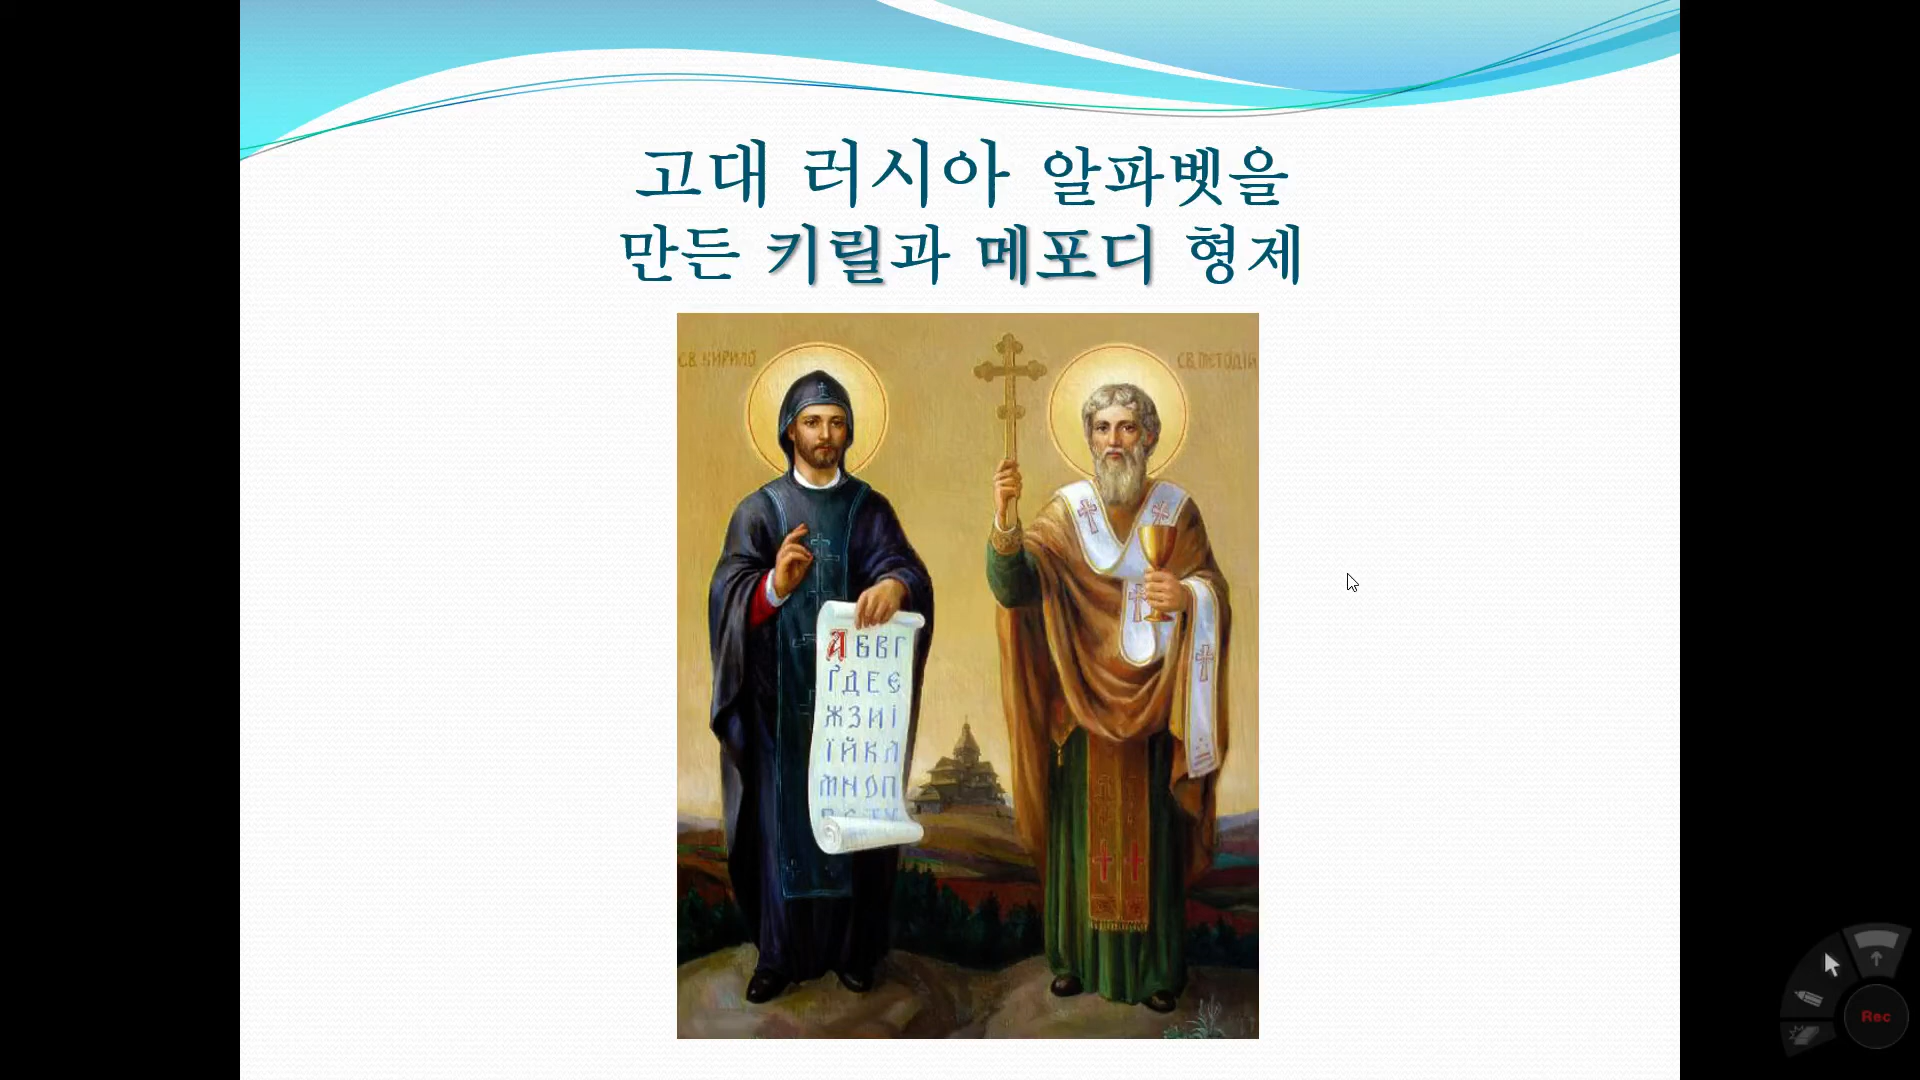 고대 러시아 알파벳을
만든 키릴과 메포디 형제
СВ. КИРИЛО
СВ. МЕТОДІЙ
А Б В Г
Ґ Д Е Є
Ж З И І
Ї Й К Л
М Н О П
Р С Т У
Rec